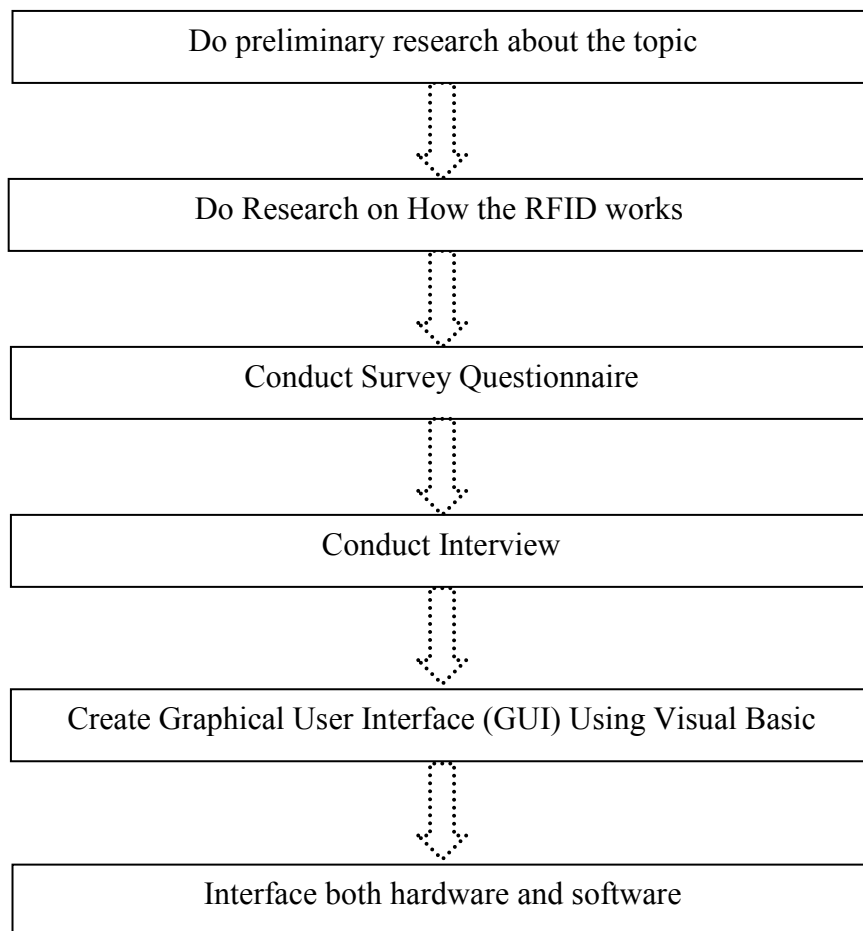 Do preliminary research about the topic
Do Research on How the RFID works
Conduct Survey Questionnaire
Conduct Interview
Create Graphical User Interface (GUI) Using Visual Basic
Interface both hardware and software